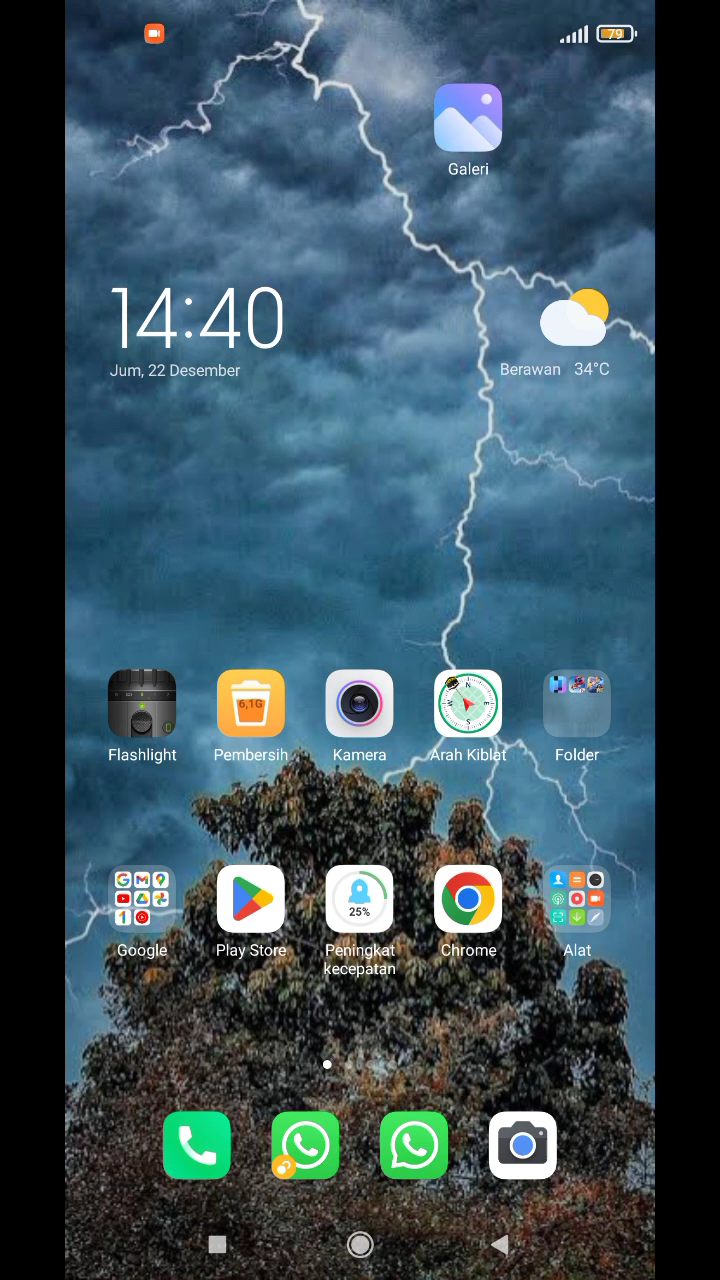 79
Galeri
14:40
Jum, 22 Desember
Berawan 34°C
6,1G
N
E
S
W
Flashlight
Pembersih
Kamera
Arah Kiblat
Folder
25%
Google
Play Store
Peningkat
kecepatan
Chrome
Alat